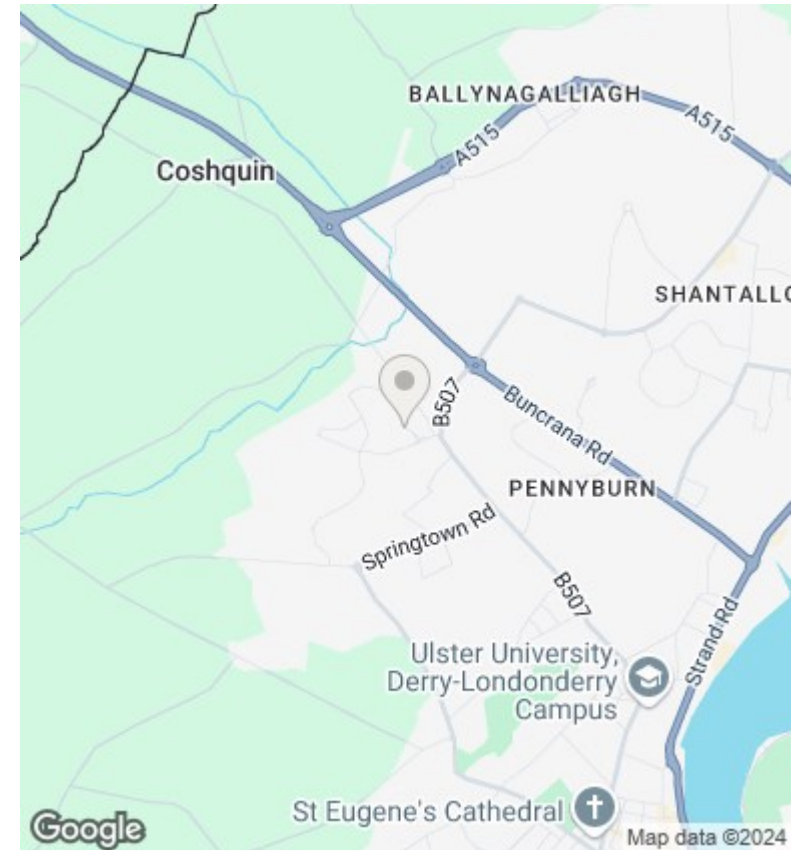 BALLYNAGALLIAGH
A515
A515
Coshquin
SHANTALLO
B507
Buncrana Rd
PENNYBURN
Springtown Rd
B507
Strand Rd
Ulster University,
Derry-Londonderry
Campus
St Eugene's Cathedral
Google
Map data ©2024